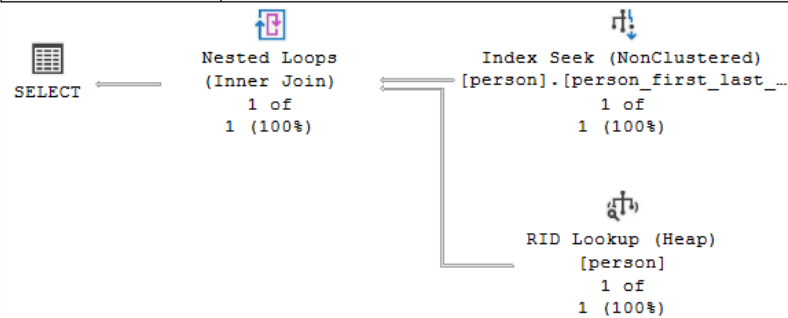 SELECT
Nested Loops
(Inner Join)
1 of
1 (100%)
Index Seek (NonClustered)
[person].[person_first_last_…
1 of
1 (100%)
RID Lookup (Heap)
[person]
1 of
1 (100%)